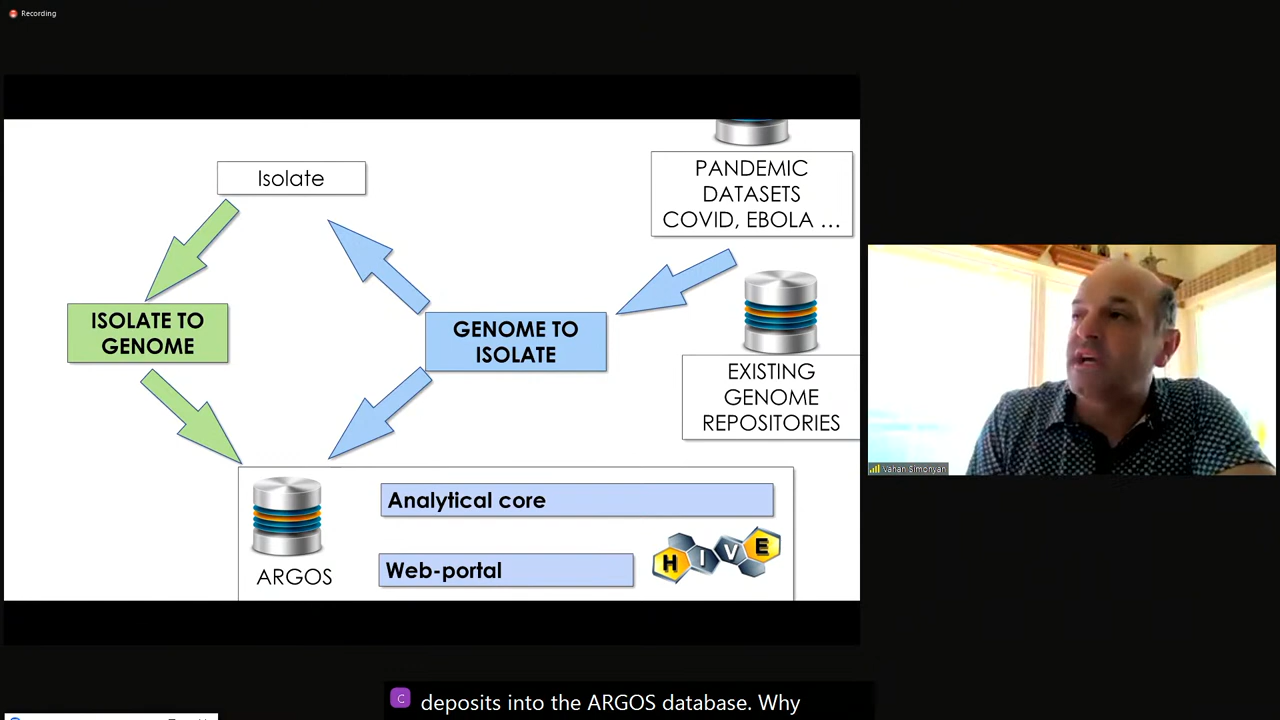 Recording
Isolate
PANDEMIC
DATASETS
COVID, EBOLA ...
ISOLATE TO
GENOME
GENOME TO
ISOLATE
EXISTING
GENOME
REPOSITORIES
Analytical core
HIVE
Web-portal
ARGOS
Vahan Simonyan
C
deposits into the ARGOS database. Why